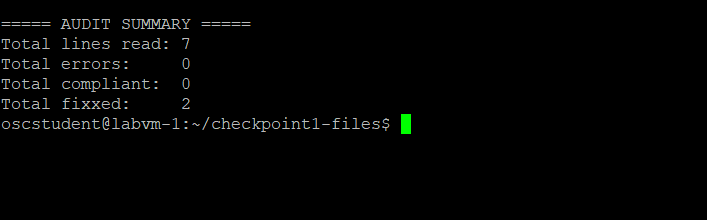 ===== AUDIT SUMMARY =====
Total lines read: 7
Total errors:     0
Total compliant:  0
Total fixxed:     2
oscstudent@labvm-1:~/checkpoint1-files$